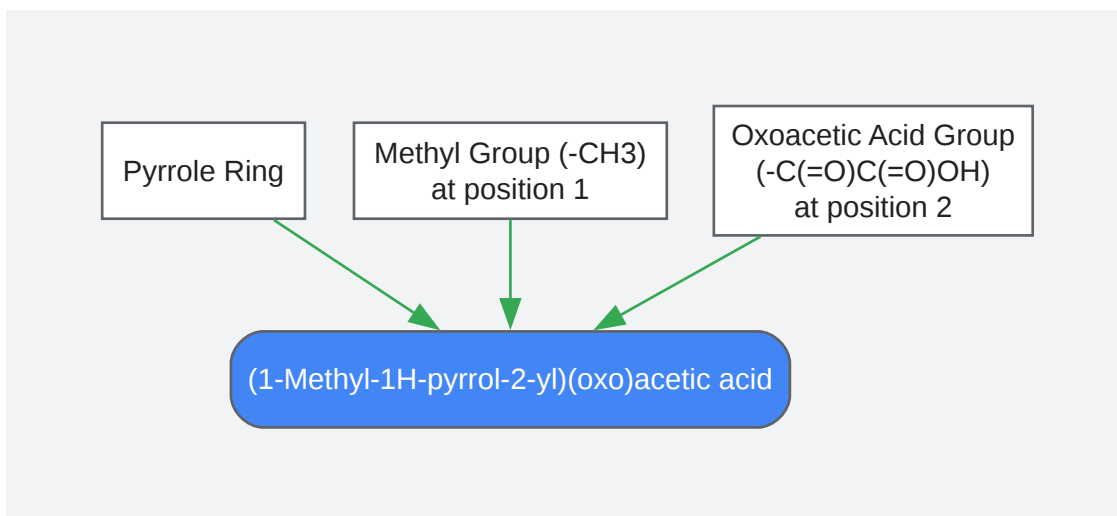 Pyrrole Ring
Methyl Group (-CH3)
at position 1
Oxoacetic Acid Group
(-C(=O)C(=O)OH)
at position 2
(1-Methyl-1H-pyrrol-2-yl)(oxo)acetic acid